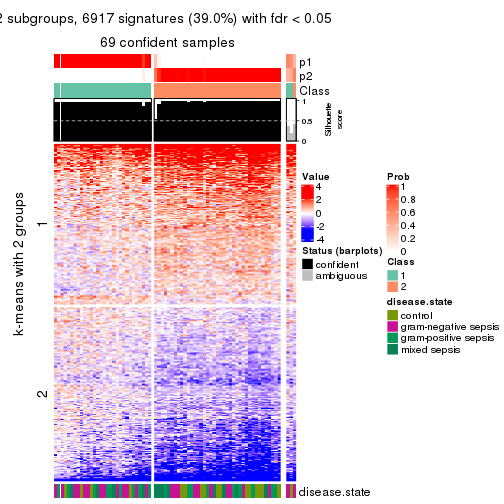 2 subgroups, 6917 signatures (39.0%) with fdr < 0.05
69 confident samples
p1
p2
Class
1
0.5
0
Silhouette
score
k-means with 2 groups
1
2
disease.state
Value
4
2
0
-2
-4
Status (barplots)
confident
ambiguous
Prob
1
0.8
0.6
0.4
0.2
0
Class
1
2
disease.state
control
gram-negative sepsis
gram-positive sepsis
mixed sepsis